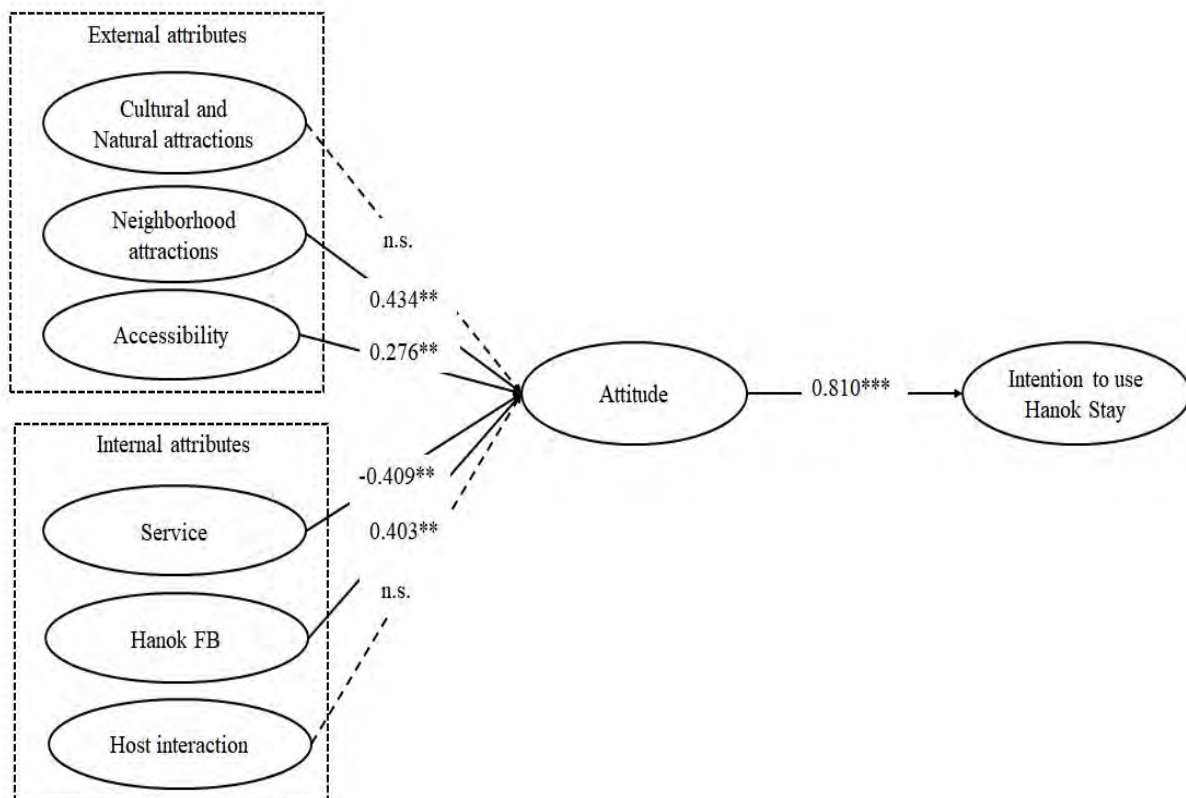 External attributes
Cultural and
Natural attractions
Neighborhood
attractions
Accessibility
n.s.
0.434**
0.276**
Attitude
0.810***
Intention to use
Hanok Stay
Internal attributes
Service
Hanok FB
Host interaction
-0.409**
0.403**
n.s.